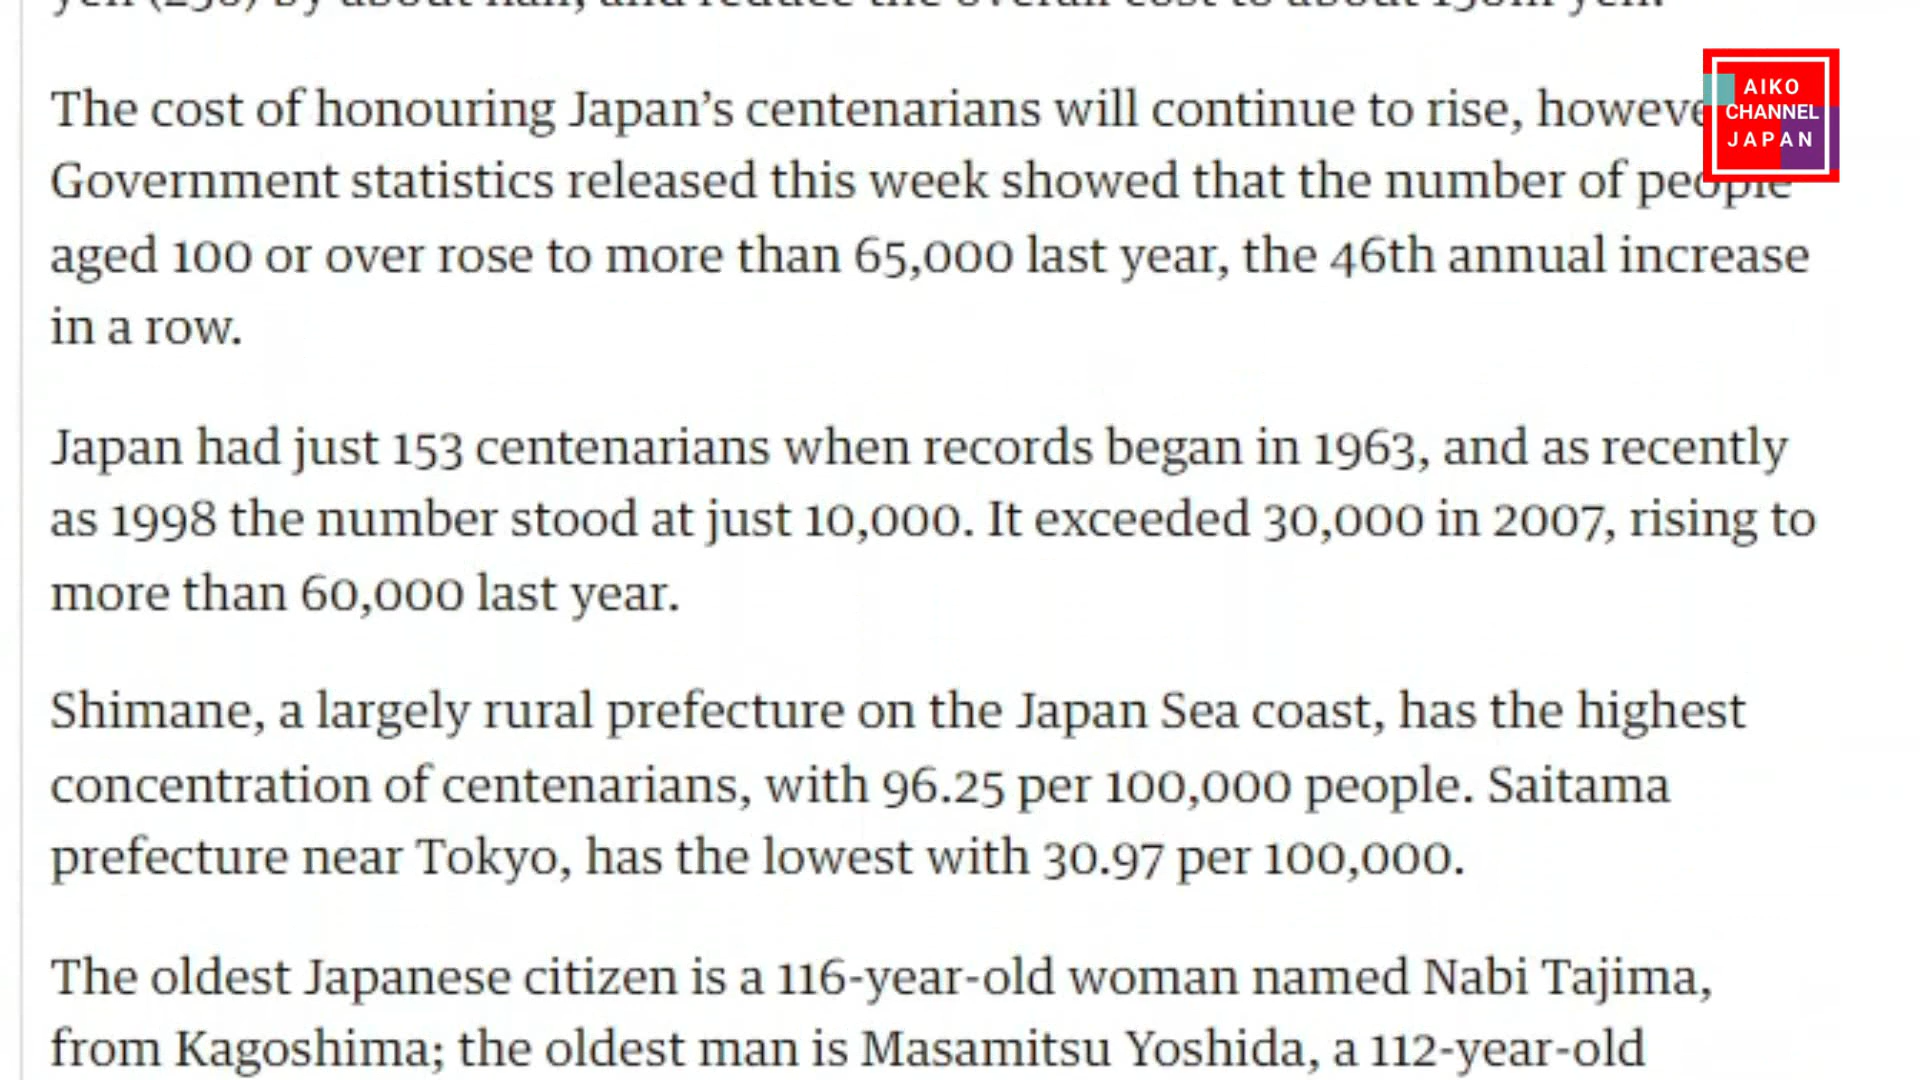 The cost of honouring Japan's centenarians will continue to rise,
Government statistics released this week showed that the number of people
aged 100 or over rose to more than 65,000 last year, the 46th annual increase
in a row.
Japan had just 153 centenarians when records began in 1963, and as recently
as 1998 the number stood at just 10,000. It exceeded 30,000 in 2007, rising to
more than 60,000 last year.
Shimane, a largely rural prefecture on the Japan Sea coast, has the highest
concentration of centenarians, with 96.25 per 100,000 people. Saitama
prefecture near Tokyo, has the lowest with 30.97 per 100,000.
The oldest Japanese citizen is a 116-year-old woman named Nabi Tajima,
from Kagoshima; the oldest man is Masamitsu Yoshida, a 112-year-old
AIKO
CHANNEL
JAPAN